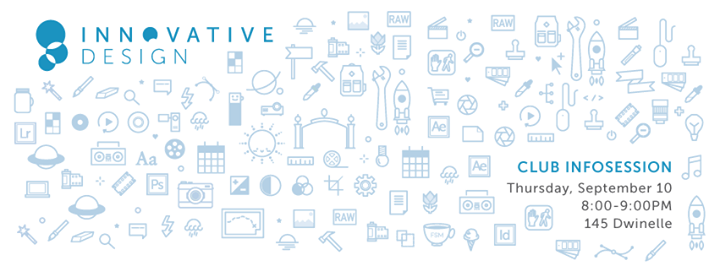 INNOVATIVE
DESIGN
RAW
RAW
Ae
Lr
Aa
Ps
Ae
CLUB INFOSESSION
Thursday, September 10
8:00-9:00PM
145 Dwinelle
RAW
FSM
Id